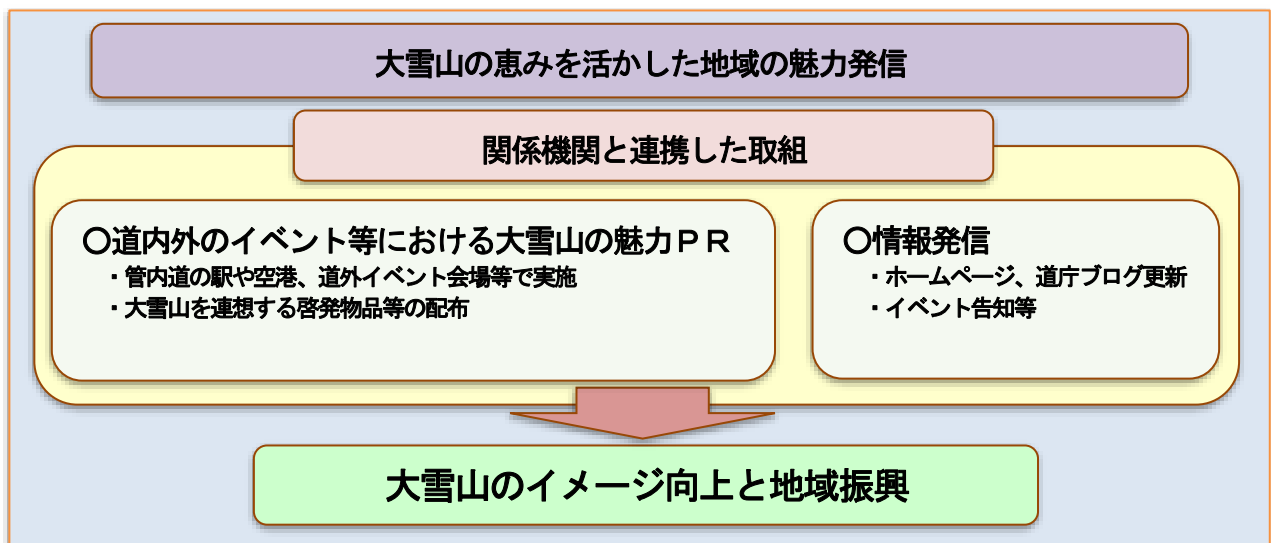 大雪山の恵みを活かした地域の魅力発信
関係機関と連携した取組
○道内外のイベント等における大雪山の魅力ＰＲ
・管内道の駅や空港、道外イベント会場等で実施
・大雪山を連想する啓発物品等の配布
○情報発信
・ホームページ、道庁ブログ更新
・イベント告知等
大雪山のイメージ向上と地域振興